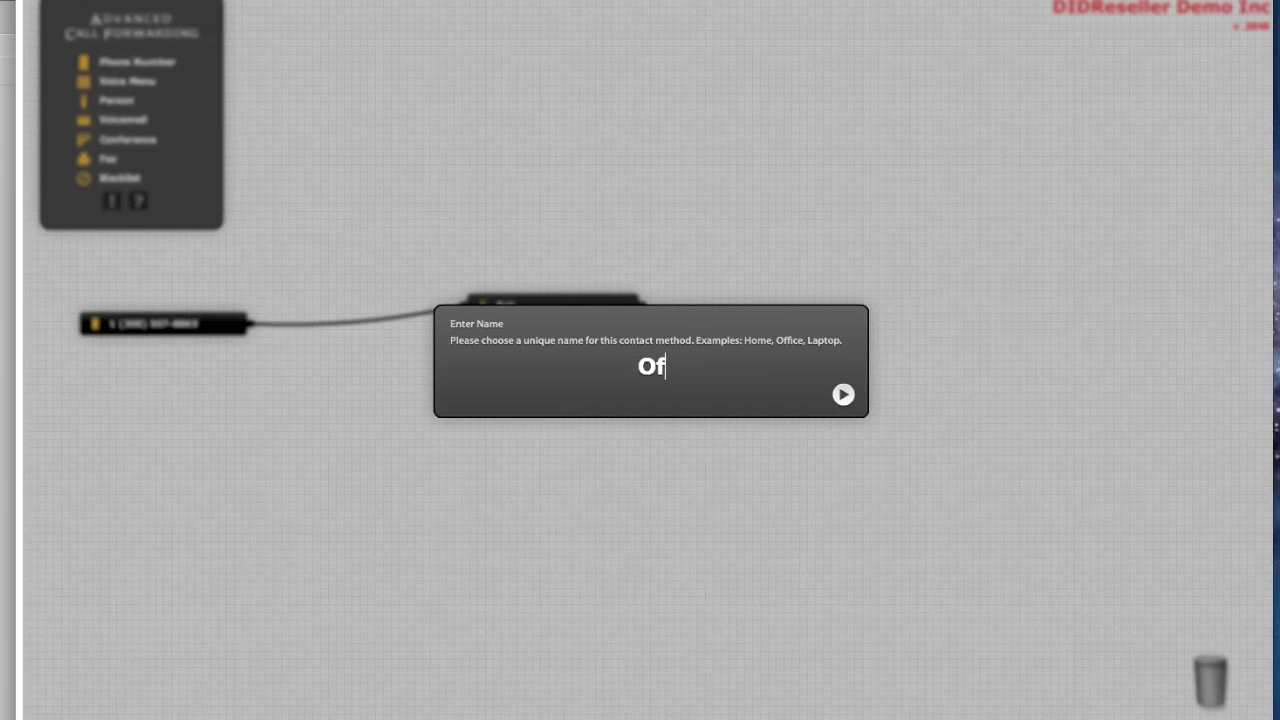 DIDReseller Demo Inc
ADVANCED
CALL FORWARDING
Phone Number
Voice Menu
Person
Voicemail
Conference
Fax
Blacklist
! ?
Enter Name
Please choose a unique name for this contact method. Examples: Home, Office, Laptop.
Of